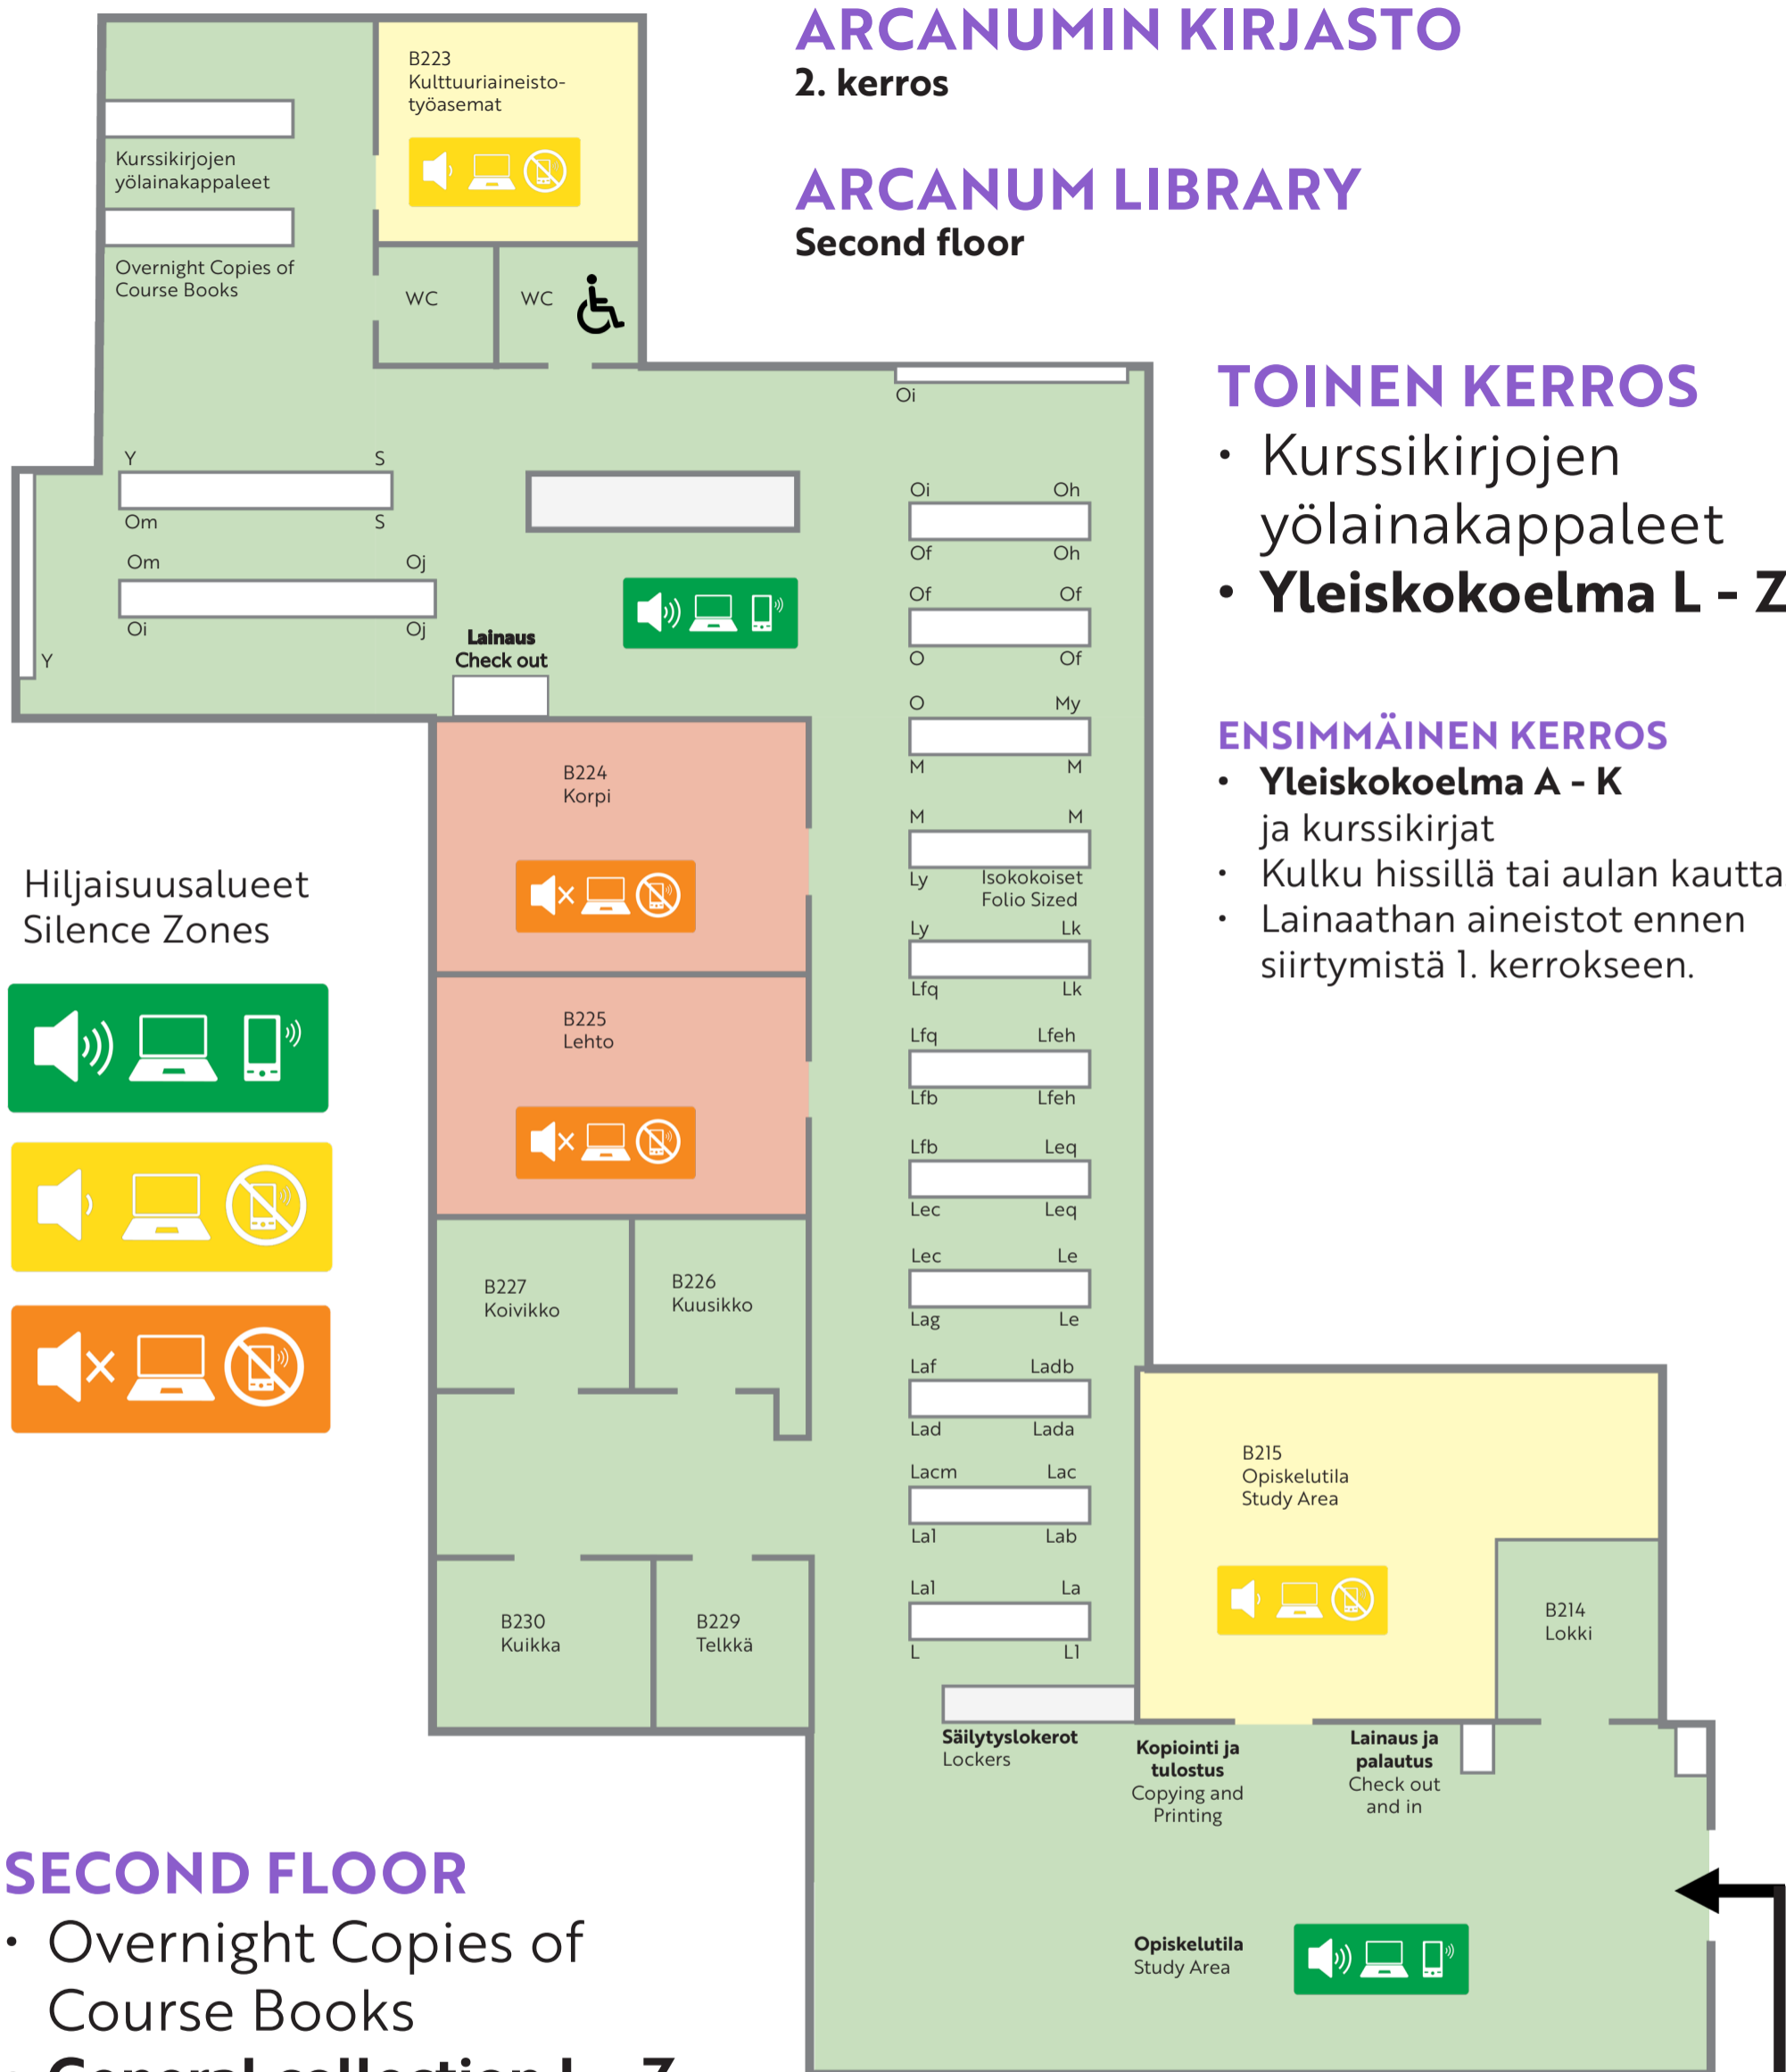 ARCANUMIN KIRJASTO
2. kerros
ARCANUM LIBRARY
Second floor
B223
Kulttuuriaineisto-
työasemat
Kurssikirjojen
yölainakappaleet
Overnight Copies of
Course Books
WC
WC
Oi
TOINEN KERROS
• Kurssikirjojen
yölainakappaleet
• Yleiskokoelma L - Z
ENSIMMÄINEN KERROS
• Yleiskokoelma A - K
ja kurssikirjat
• Kulku hissillä tai aulan kautta
• Lainaathan aineistot ennen
siirtymistä 1. kerrokseen.
Y S
Om S
Om Oj
Oi Oj
Y
Lainaus
Check out
Oi Oh
Of Oh
Of Of
O Of
O My
M M
M M
Ly Isokokoiset
Folio Sized
Ly Lk
Lfq Lk
Lfq Lfeh
Lfb Lfeh
Lfb Leq
Lec Leq
Lec Le
Lag Le
Laf Ladb
Lad Lada
Lacm Lac
La1 Lab
La1 La
L L1
B224
Korpi
B225
Lehto
B227
Koivikko
B226
Kuusikko
B230
Kuikka
B229
Telkkä
Hiljaisuusalueet
Silence Zones
B215
Opiskelutila
Study Area
B214
Lokki
Säilytyslokerot
Lockers
Kopiointi ja
tulostus
Copying and
Printing
Lainaus ja
palautus
Check out
and in
Opiskelutila
Study Area
SECOND FLOOR
• Overnight Copies of
Course Books
General collection L - Z